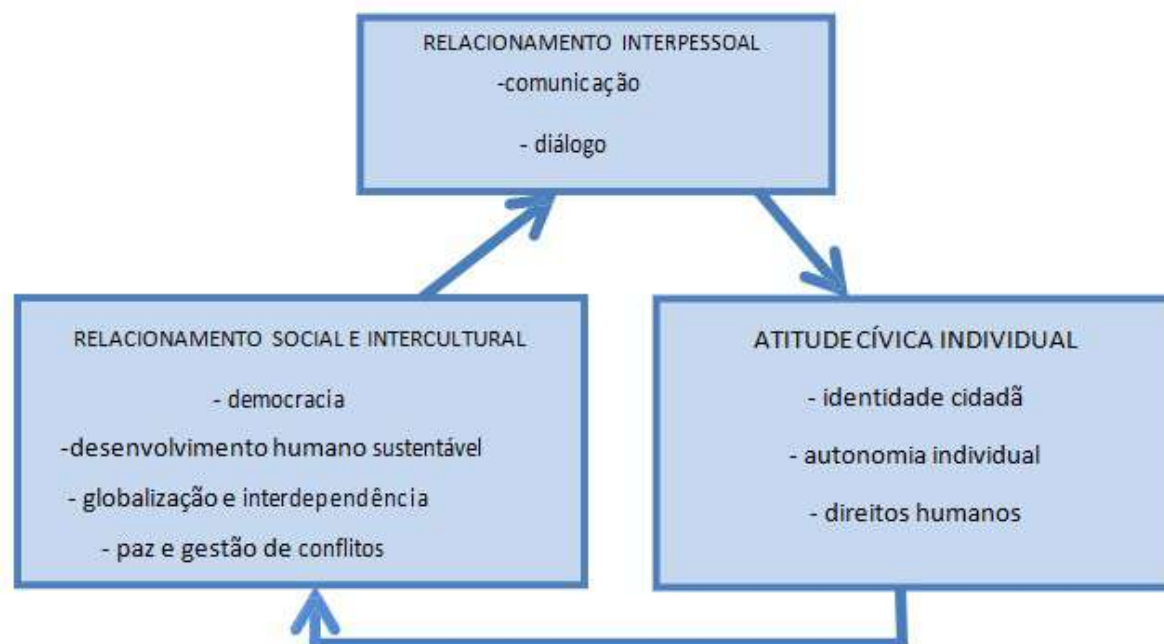 RELACIONAMENTO INTERPESSOAL
-comunicação
- diálogo
RELACIONAMENTO SOCIAL E INTERCULTURAL
- democracia
-desenvolvimento humano sustentável
- globalização e interdependência
- paz e gestão de conflitos
ATITUDE CÍVICA INDIVIDUAL
- identidade cidadã
- autonomia individual
- direitos humanos